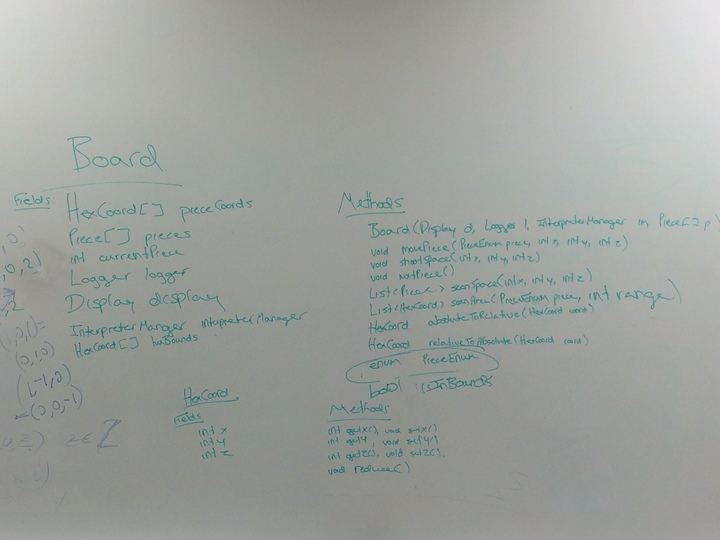 Board
Fields:
HexCoord[] pieceCoords
Piece[] pieces
int currentPiece
Logger logger
Display display
InterpreterManger intepreterManager
HexCoord[] hexBounds
Methods
Board(Display d, Logger l, InterpreterManager im, Piece[] p)
void movePiece(PieceEnum piece, int x, int y, int z)
void shootSpace(int x, int y, int z)
void nextPiece()
List<Piece> scanSpace(int x, int y, int z)
List<HexCoord> scanArea(PieceEnum piece, int range)
HexCoord absoluteToRelative(HexCoord coord)
HexCoord relativeToAbsolute(HexCoord coord)
enum PieceEnum
bool isInBounds
HexCoord
Fields
int x
int y
int z
Methods
int getX(), void setX()
int getY, void setY()
int getZ(), void setZ(),
void reduce()
,0)
,0,2)
(1,0,1)=
(0,1,0)
(1,-1,0)
(0,0,-1)
z∈Z